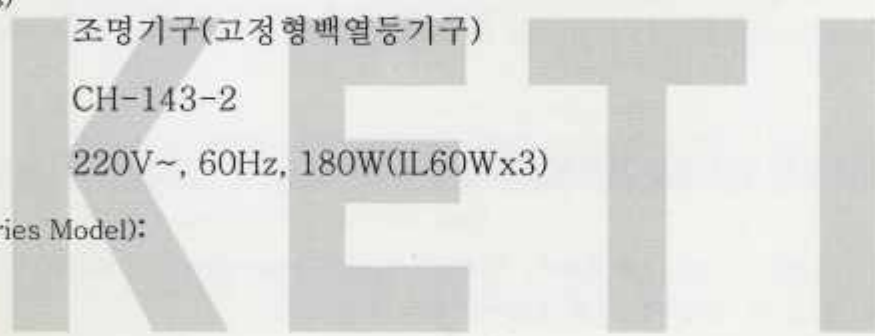 조명기구(고정형백열등기구)
CH-143-2
220V~, 60Hz, 180W(IL60Wx3)
ries Model):
KETI